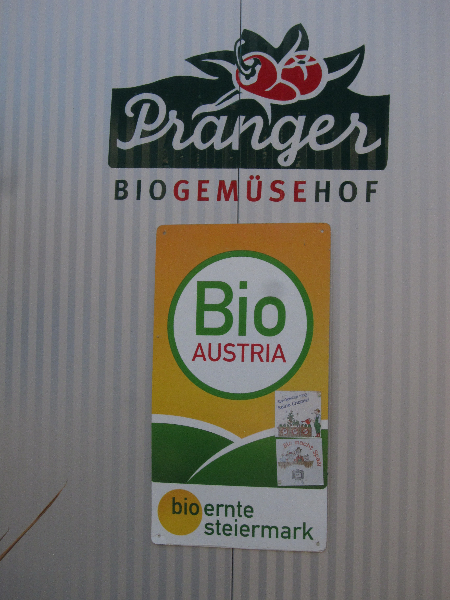 Pranger
BIOGEMÜSEHOF
Bio
AUSTRIA
bio ernte
steiermark